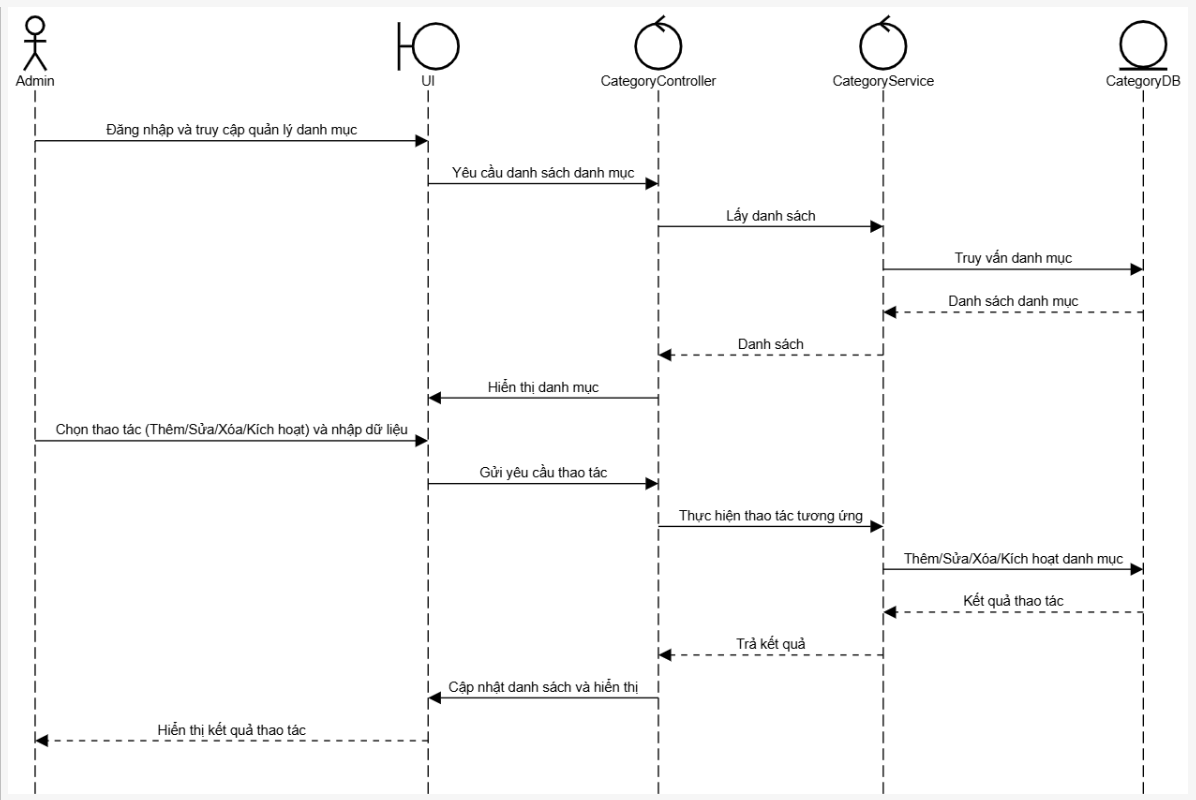 Admin
UI
CategoryController
CategoryService
CategoryDB
Đăng nhập và truy cập quản lý danh mục
Yêu cầu danh sách danh mục
Lấy danh sách
Truy vấn danh mục
Danh sách danh mục
Danh sách
Hiển thị danh mục
Chọn thao tác (Thêm/Sửa/Xóa/Kích hoạt) và nhập dữ liệu
Gửi yêu cầu thao tác
Thực hiện thao tác tương ứng
Thêm/Sửa/Xóa/Kích hoạt danh mục
Kết quả thao tác
Trả kết quả
Cập nhật danh sách và hiển thị
Hiển thị kết quả thao tác